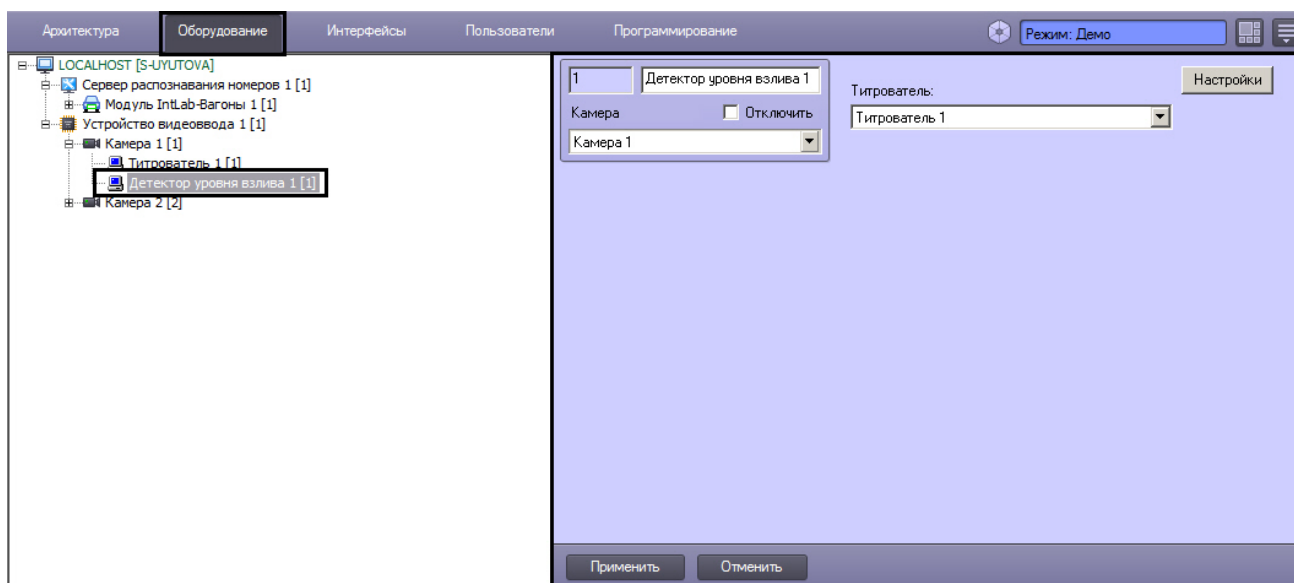 Архитектура Оборудование Интерфейсы Пользователи Программирование Режим: Демо
LOCALHOST [S-UYUTOVA]
Сервер распознавания номеров 1 [1]
Модуль IntLab-Вагоны 1 [1]
Устройство видеоввода 1 [1]
Камера 1 [1]
Титрователь 1 [1]
Детектор уровня взлива 1 [1]
Камера 2 [2]
1 Детектор уровня взлива 1
Камера Отключить
Камера 1
Титрователь:
Титрователь 1
Настройки
Применить Отменить